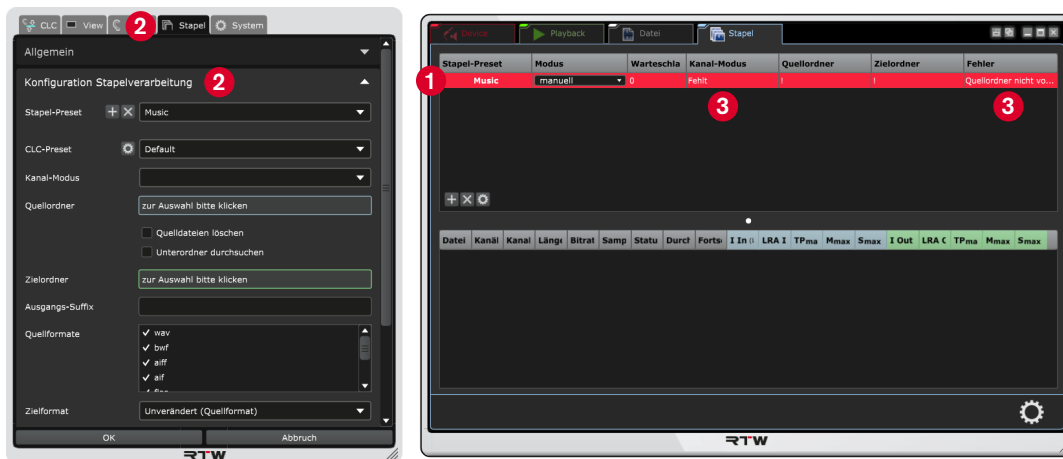 CLC View 2 Stapel System
Allgemein
Konfiguration Stapelverarbeitung 2
Stapel-Preset Music
CLC-Preset Default
Kanal-Modus
Quellordner zur Auswahl bitte klicken
Quelldateien löschen
Unterordner durchsuchen
Zielordner zur Auswahl bitte klicken
Ausgangs-Suffix
Quellformate wav
bwf
aiff
aif
Zielformat Unverändert (Quellformat)
OK Abbruch
RTW
Device Playback Datei Stapel
Stapel-Preset Modus Warteschla Kanal-Modus Quellordner Zielordner Fehler
1 Music manuell 0 Fehlt ! ! Quellordner nicht vo...
3 3
Datei Kanäl Kanal Länge Bitrat Samp Statu Durch Forts I In LRA I TPma Mmax Smax I Out LRA TPma Mmax Smax
RTW